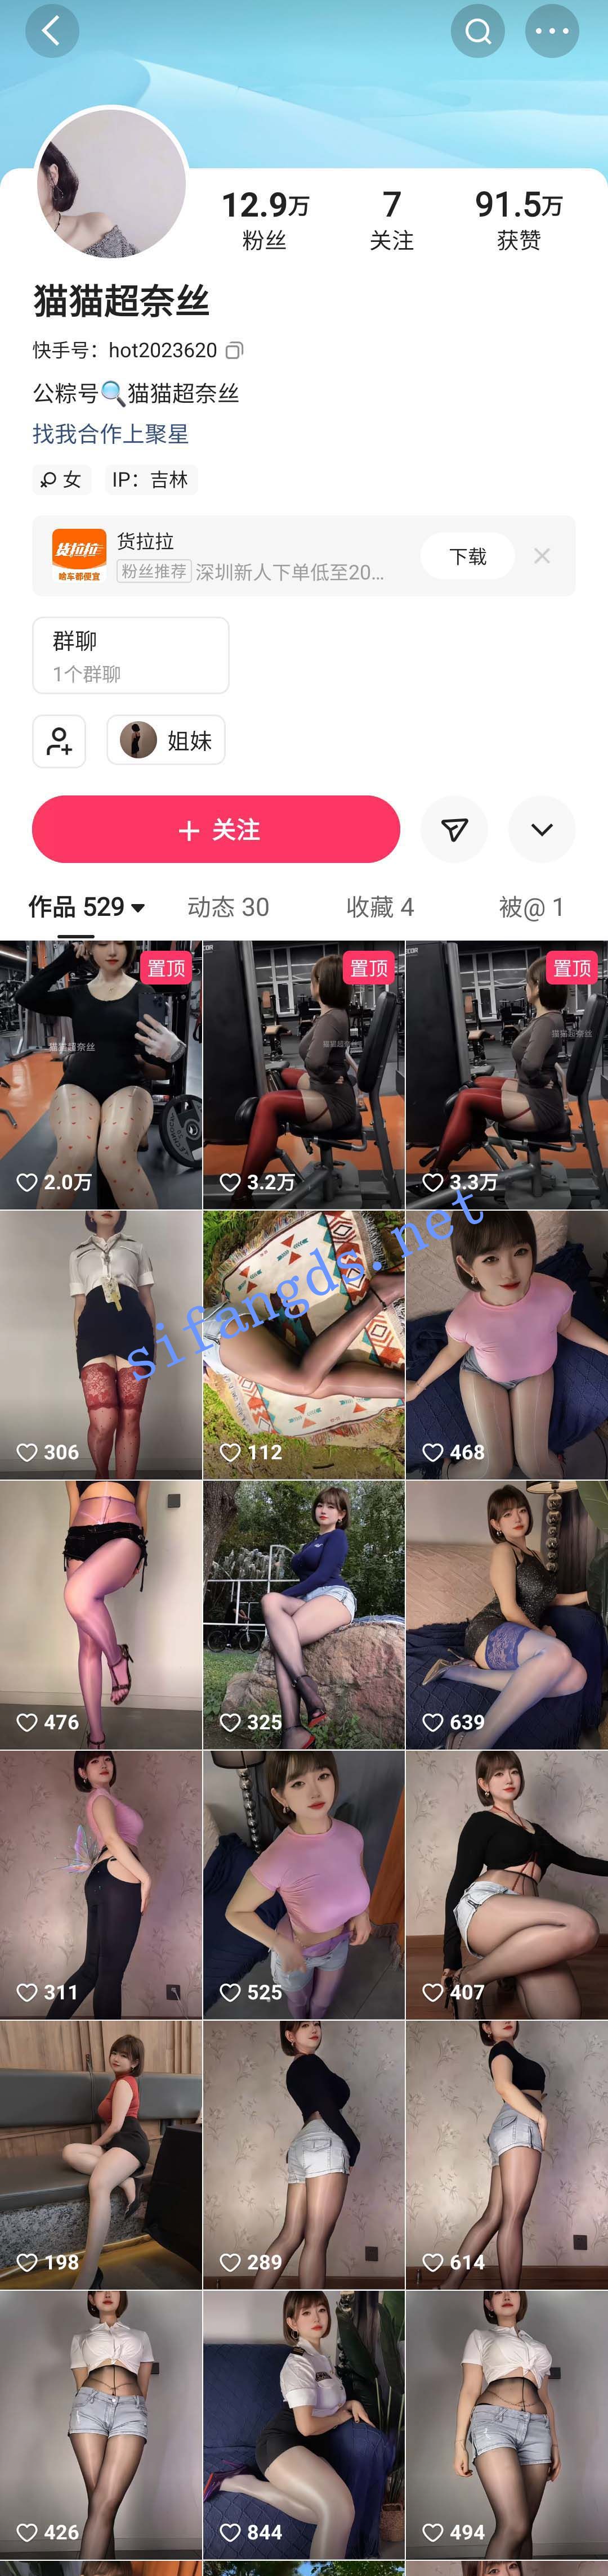 12.9万
粉丝
7
关注
91.5万
获赞
猫猫超奈丝
快手号：hot2023620
公粽号🔍猫猫超奈丝
找我合作上聚星
女
IP：吉林
货拉拉
啥车都便宜
货拉拉
粉丝推荐 深圳新人下单低至20...
下载
群聊
1个群聊
姐妹
+ 关注
作品 529
动态 30
收藏 4
被@ 1
置顶
猫猫超奈丝
2.0万
置顶
猫猫超奈丝
3.2万
置顶
猫猫超奈丝
3.3万
sifangds.net
306
112
468
476
325
639
311
525
407
198
289
614
426
844
494